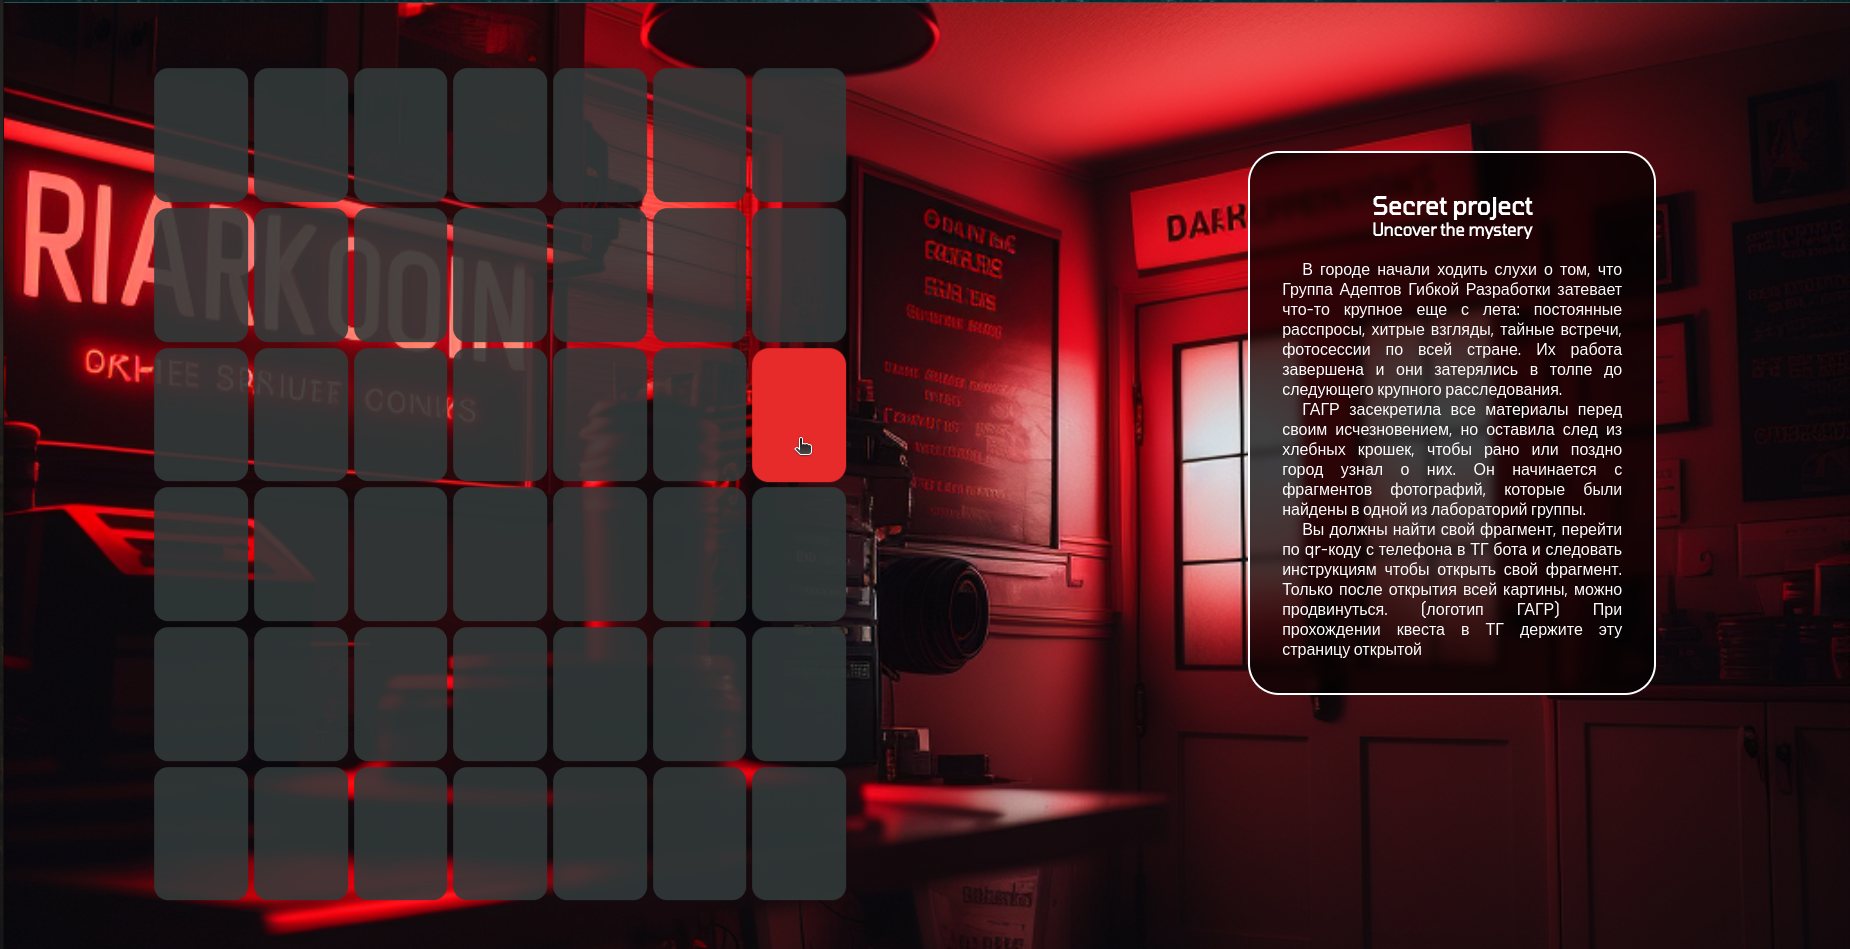 RIARKOOIN
DARK
Secret project
Uncover the mystery
В городе начали ходить слухи о том, что
Группа Адептов Гибкой Разработки затевает
что-то крупное еще с лета: постоянные
расспросы, хитрые взгляды, тайные встречи,
фотосессии по всей стране. Их работа
завершена и они затерялись в толпе до
следующего крупного расследования.
ГАГР засекретила все материалы перед
своим исчезновением, но оставила след из
хлебных крошек, чтобы рано или поздно
город узнал о них. Он начинается с
фрагментов фотографий, которые были
найдены в одной из лабораторий группы.
Вы должны найти свой фрагмент, перейти
по qr-коду с телефона в ТГ бота и следовать
инструкциям чтобы открыть свой фрагмент.
Только после открытия всей картины, можно
продвинуться. (логотип ГАГР) При
прохождении квеста в ТГ держите эту
страницу открытой